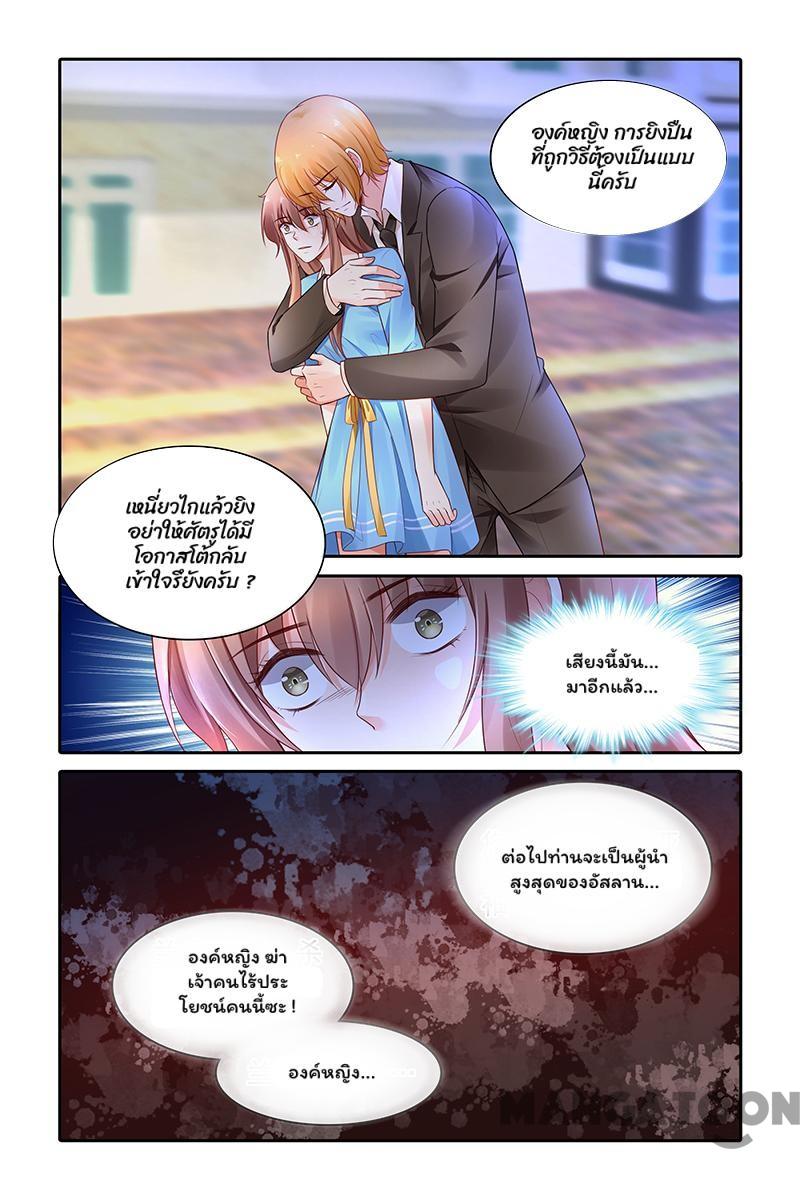 องค์หญิง การยิงปืน
ที่ถูกวิธีต้องเป็นแบบ
นี้ครับ
เหนี่ยวไกแล้วยิง
อย่าให้ศัตรูได้มี
โอกาสโต้กลับ
เข้าใจรึยังครับ ?
เสียงนี้มัน...
มาอีกแล้ว...
ต่อไปท่านจะเป็นผู้นำ
สูงสุดของอัสลาน...
องค์หญิง ฆ่า
เจ้าคนไร้ประ
โยชน์คนนี้ซะ !
องค์หญิง...
MANGATOON